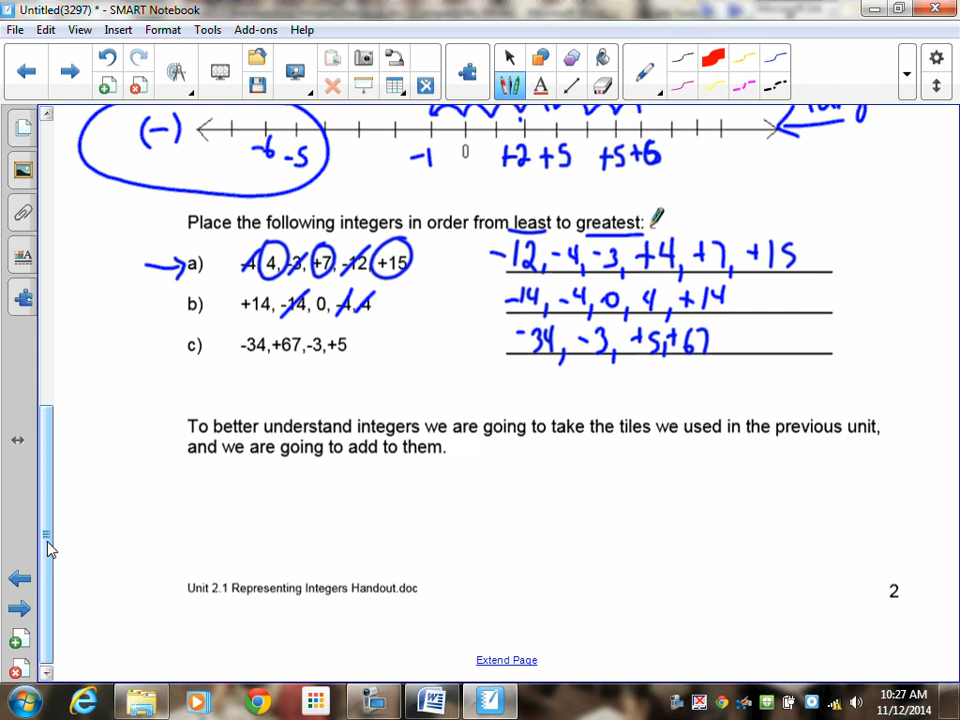 Untitled(3297) * - SMART Notebook
File Edit View Insert Format Tools Add-ons Help
(-) -6 -5 -1 0 +2 +5 +5 +6
Place the following integers in order from least to greatest:
a) -4, 4, -3, +7, -12, +15 -12, -4, -3, +4, +7, +15
b) +14, -14, 0, -4, 4 -14, -4, 0, 4, +14
c) -34,+67,-3,+5 -34, -3, +5, +67
To better understand integers we are going to take the tiles we used in the previous unit,
and we are going to add to them.
Unit 2.1 Representing Integers Handout.doc 2
Extend Page
10:27 AM
11/12/2014